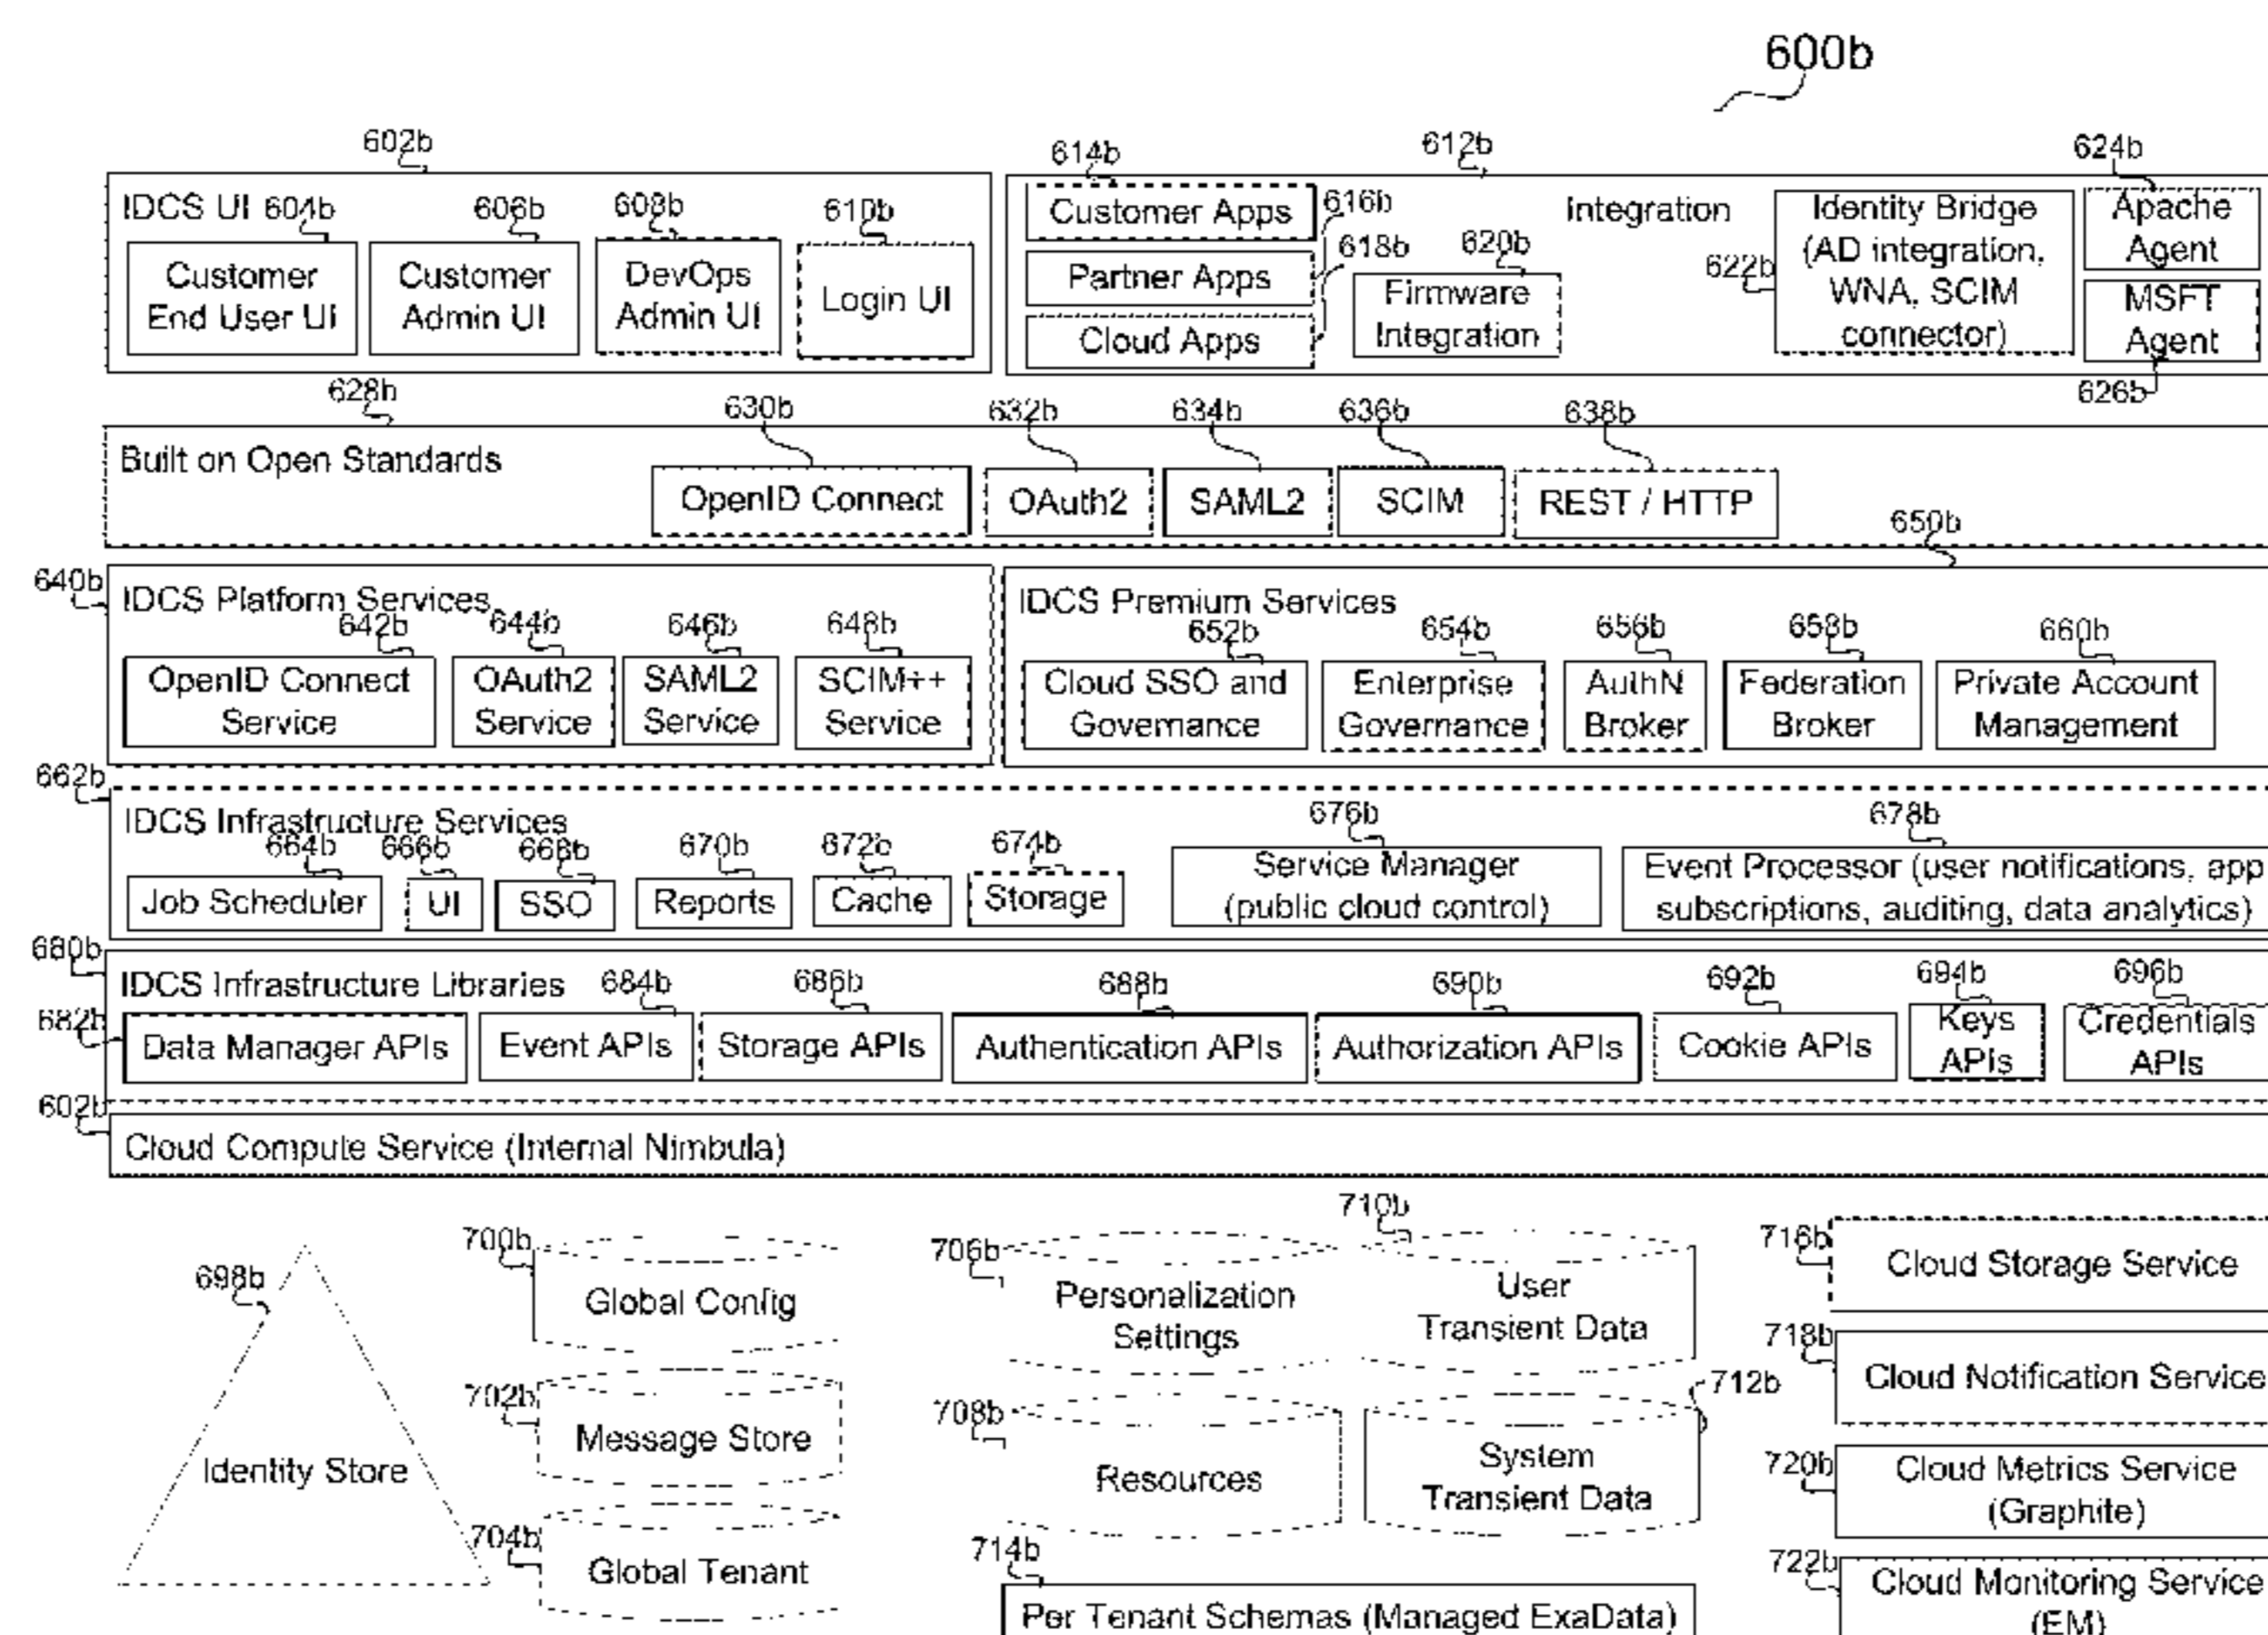 600b
602b
614b
612b
624b
IDCS UI
604b
606b
608b
610b
Customer
End User UI
Customer
Admin UI
DevOps
Admin UI
Login UI
Customer Apps
616b
618b
Partner Apps
Cloud Apps
620b
Firmware
Integration
Integration
622b
Identity Bridge
(AD integration,
WNA, SCIM
connector)
Apache
Agent
MSFT
Agent
626b
628b
630b
632b
634b
636b
638b
Built on Open Standards
OpenID Connect
OAuth2
SAML2
SCIM
REST / HTTP
650b
640b
IDCS Platform Services
642b
644b
646b
648b
OpenID Connect
Service
OAuth2
Service
SAML2
Service
SCIM++
Service
IDCS Premium Services
652b
654b
656b
658b
660b
Cloud SSO and
Governance
Enterprise
Governance
AuthN
Broker
Federation
Broker
Private Account
Management
662b
IDCS Infrastructure Services
664b
666b
668b
670b
672b
674b
676b
678b
Job Scheduler
UI
SSO
Reports
Cache
Storage
Service Manager
(public cloud control)
Event Processor (user notifications, app
subscriptions, auditing, data analytics)
680b
IDCS Infrastructure Libraries
684b
686b
688b
690b
692b
694b
696b
682b
Data Manager APIs
Event APIs
Storage APIs
Authentication APIs
Authorization APIs
Cookie APIs
Keys
APIs
Credentials
APIs
602b
Cloud Compute Service (Internal Nimbula)
698b
Identity Store
700b
Global Config
702b
Message Store
704b
Global Tenant
706b
Personalization
Settings
710b
User
Transient Data
708b
Resources
712b
System
Transient Data
714b
Per Tenant Schemas (Managed ExaData)
716b
Cloud Storage Service
718b
Cloud Notification Service
720b
Cloud Metrics Service
(Graphite)
722b
Cloud Monitoring Service
(EM)